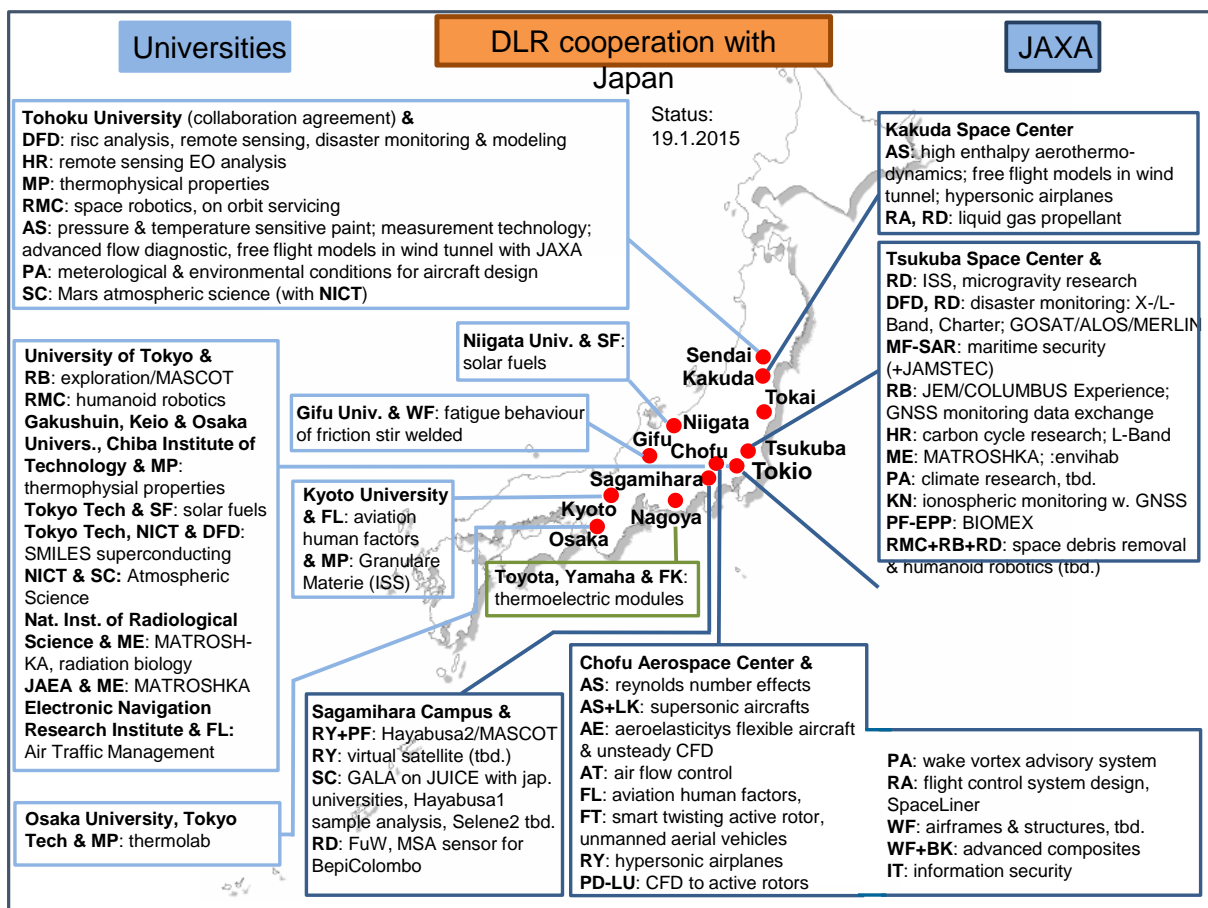 Universities
DLR cooperation with
Japan
JAXA
Status:
19.1.2015
Tohoku University (collaboration agreement) &
DFD: risc analysis, remote sensing, disaster monitoring & modeling
HR: remote sensing EO analysis
MP: thermophysical properties
RMC: space robotics, on orbit servicing
AS: pressure & temperature sensitive paint; measurement technology;
advanced flow diagnostic, free flight models in wind tunnel with JAXA
PA: meterological & environmental conditions for aircraft design
SC: Mars atmospheric science (with NICT)
Kakuda Space Center
AS: high enthalpy aerothermo-
dynamics; free flight models in wind
tunnel; hypersonic airplanes
RA, RD: liquid gas propellant
Tsukuba Space Center &
RD: ISS, microgravity research
DFD, RD: disaster monitoring: X-/L-
Band, Charter; GOSAT/ALOS/MERLIN
MF-SAR: maritime security
(+JAMSTEC)
RB: JEM/COLUMBUS Experience;
GNSS monitoring data exchange
HR: carbon cycle research; L-Band
ME: MATROSHKA; :envihab
PA: climate research, tbd.
KN: ionospheric monitoring w. GNSS
PF-EPP: BIOMEX
RMC+RB+RD: space debris removal
& humanoid robotics (tbd.)
University of Tokyo &
RB: exploration/MASCOT
RMC: humanoid robotics
Gakushuin, Keio & Osaka
Univers., Chiba Institute of
Technology & MP:
thermophysial properties
Tokyo Tech & SF: solar fuels
Tokyo Tech, NICT & DFD:
SMILES superconducting
NICT & SC: Atmospheric
Science
Nat. Inst. of Radiological
Science & ME: MATROSH-
KA, radiation biology
JAEA & ME: MATROSHKA
Electronic Navigation
Research Institute & FL:
Air Traffic Management
Niigata Univ. & SF:
solar fuels
Gifu Univ. & WF: fatigue behaviour
of friction stir welded
Kyoto University
& FL: aviation
human factors
& MP: Granulare
Materie (ISS)
Toyota, Yamaha & FK:
thermoelectric modules
Sendai
Kakuda
Tokai
Niigata
Gifu
Chofu
Tsukuba
Tokio
Sagamihara
Kyoto
Nagoya
Osaka
Osaka University, Tokyo
Tech & MP: thermolab
Sagamihara Campus &
RY+PF: Hayabusa2/MASCOT
RY: virtual satellite (tbd.)
SC: GALA on JUICE with jap.
universities, Hayabusa1
sample analysis, Selene2 tbd.
RD: FuW, MSA sensor for
BepiColombo
Chofu Aerospace Center &
AS: reynolds number effects
AS+LK: supersonic aircrafts
AE: aeroelasticitys flexible aircraft
& unsteady CFD
AT: air flow control
FL: aviation human factors,
FT: smart twisting active rotor,
unmanned aerial vehicles
RY: hypersonic airplanes
PD-LU: CFD to active rotors
PA: wake vortex advisory system
RA: flight control system design,
SpaceLiner
WF: airframes & structures, tbd.
WF+BK: advanced composites
IT: information security